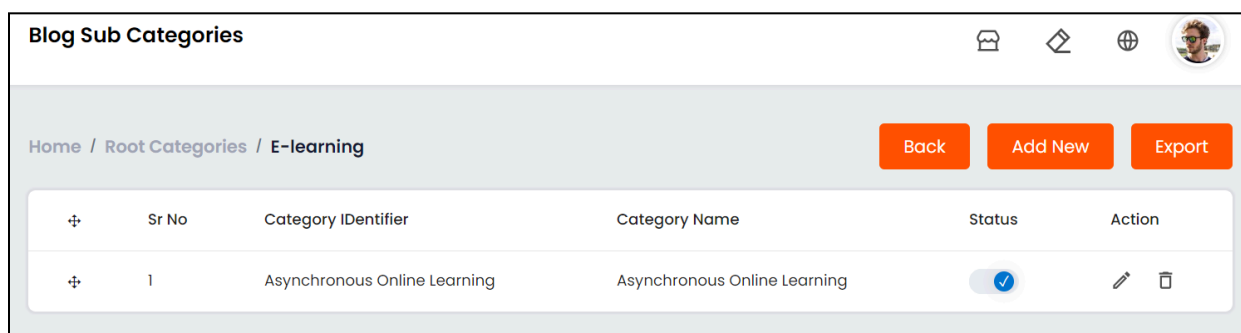 Blog Sub Categories
Home / Root Categories / E-learning
Back
Add New
Export
Sr No Category IDentifier Category Name Status Action
1 Asynchronous Online Learning Asynchronous Online Learning